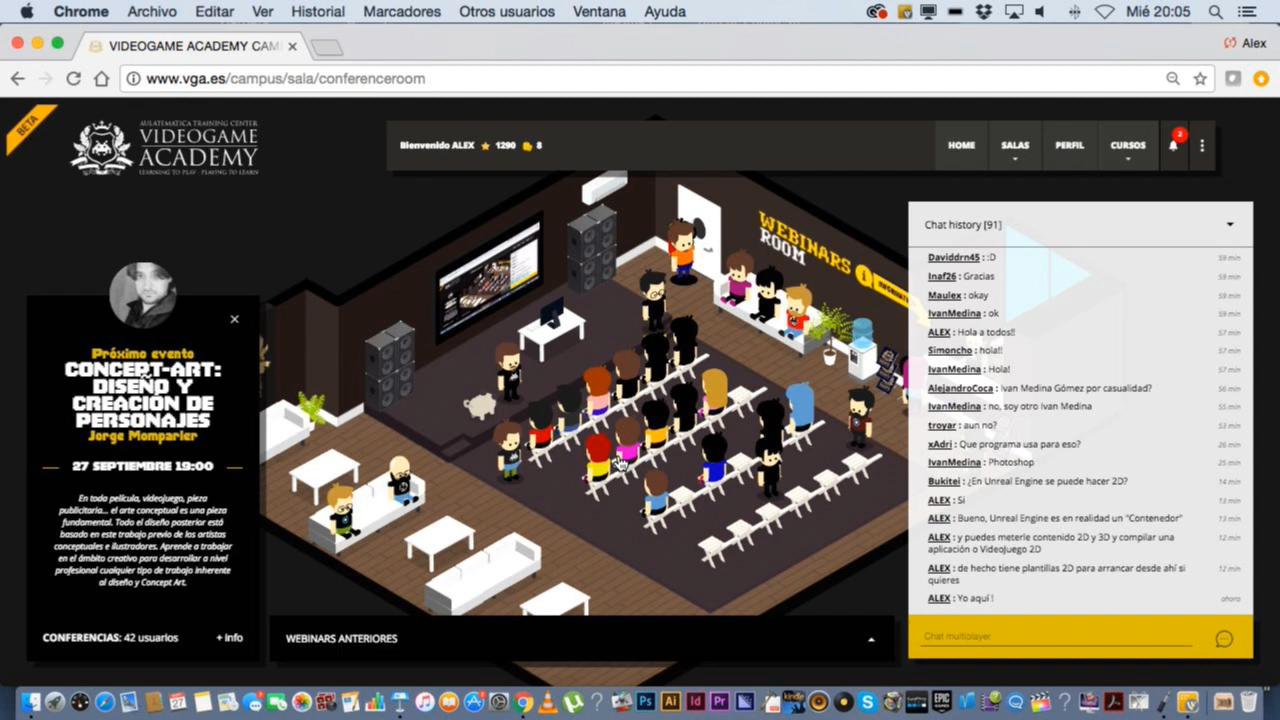 Chrome Archivo Editar Ver Historial Marcadores Otros usuarios Ventana Ayuda Mié 20:05
VIDEOGAME ACADEMY CAM
Alex
www.vga.es/campus/sala/conferenceroom
BETA
AULATEMATICA TRAINING CENTER
VIDEOGAME
ACADEMY
LEARNING TO PLAY · PLAYING TO LEARN
Bienvenido ALEX 1290 8
HOME SALAS PERFIL CURSOS 2
WEBINARS
ROOM
Próximo evento
CONCEPT-ART:
DISEÑO Y
CREACIÓN DE
PERSONAJES
Jorge Momparler
27 SEPTIEMBRE 19:00
En toda película, videojuego, pieza
publicitaria... el arte conceptual es una pieza
fundamental. Todo el diseño posterior está
basado en este trabajo previo de los artistas
conceptuales e ilustradores. Aprende a trabajar
en el ámbito creativo para desarrollar a nivel
profesional cualquier tipo de trabajo inherente
al diseño y Concept Art.
CONFERENCIAS: 42 usuarios + info
WEBINARS ANTERIORES
Chat history [91]
Daviddrn45 : :D 59 min
Inaf26 : Gracias 59 min
Maulex : okay 59 min
IvanMedina : ok 59 min
ALEX : Hola a todos!! 57 min
Simoncho : hola!! 57 min
IvanMedina : Hola! 57 min
AlejandroCoca : Ivan Medina Gómez por casualidad? 56 min
IvanMedina : no, soy otro Ivan Medina 55 min
troyar : aun no? 53 min
xAdri : Que programa usa para eso? 26 min
IvanMedina : Photoshop 25 min
Bukitei : ¿En Unreal Engine se puede hacer 2D? 14 min
ALEX : Si 13 min
ALEX : Bueno, Unreal Engine es en realidad un "Contenedor" 13 min
ALEX : y puedes meterle contenido 2D y 3D y compilar una 12 min
aplicación o VideoJuego 2D
ALEX : de hecho tiene plantillas 2D para arrancar desde ahí si 12 min
quieres
ALEX : Yo aquí ! ahora
Chat multiplayer
27
Ps Ai Id Pr
kindle
EPIC
GAMES